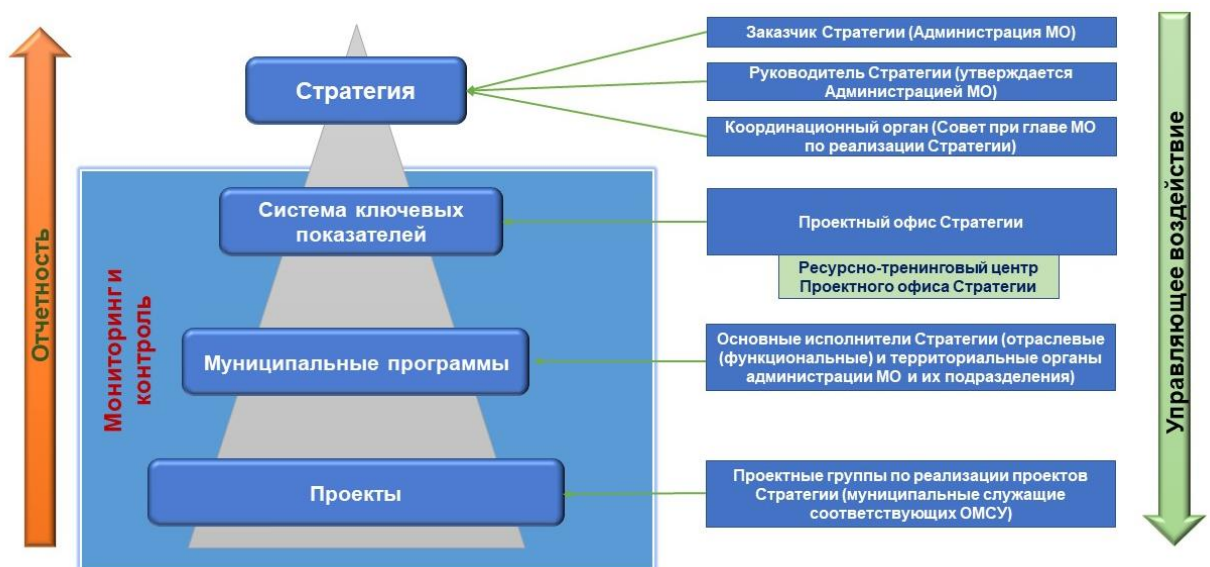 Отчетность
Стратегия
Заказчик Стратегии (Администрация МО)
Руководитель Стратегии (утверждается
Администрацией МО)
Координационный орган (Совет при главе МО
по реализации Стратегии)
Мониторинг и
контроль
Система ключевых
показателей
Проектный офис Стратегии
Ресурсно-тренинговый центр
Проектного офиса Стратегии
Муниципальные программы
Основные исполнители Стратегии (отраслевые
(функциональные) и территориальные органы
администрации МО и их подразделения)
Проекты
Проектные группы по реализации проектов
Стратегии (муниципальные служащие
соответствующих ОМСУ)
Управляющее воздействие